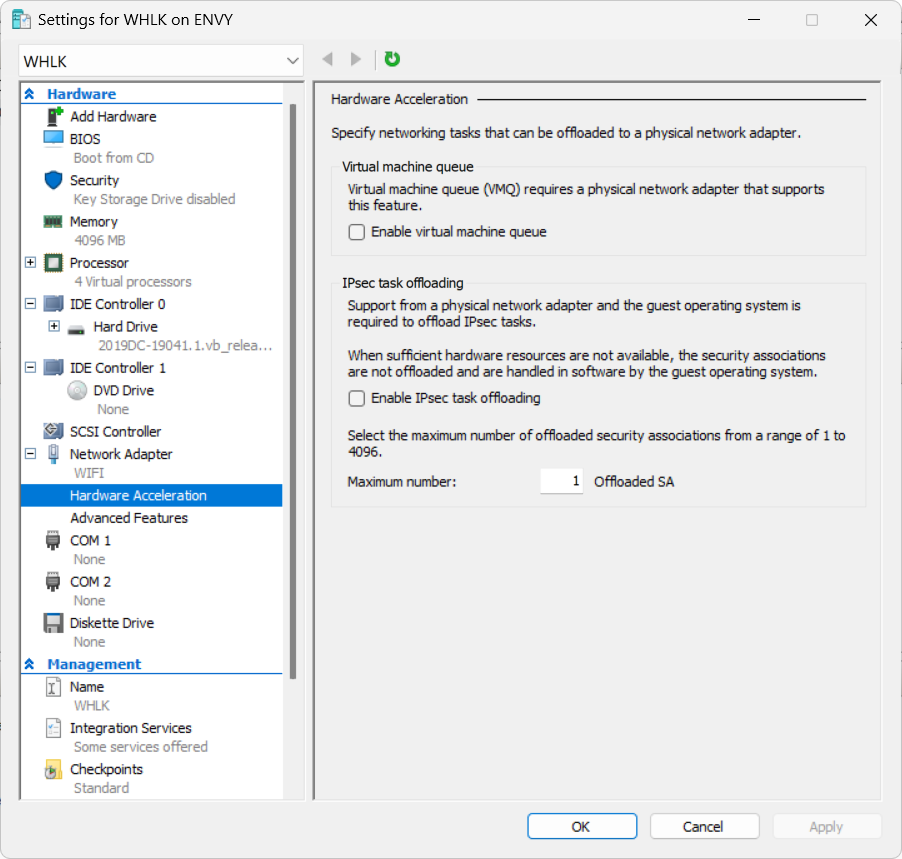 Settings for WHLK on ENVY
WHLK
Hardware
Add Hardware
BIOS
Boot from CD
Security
Key Storage Drive disabled
Memory
4096 MB
Processor
4 Virtual processors
IDE Controller 0
Hard Drive
2019DC-19041.1.vb_relea...
IDE Controller 1
DVD Drive
None
SCSI Controller
Network Adapter
WIFI
Hardware Acceleration
Advanced Features
COM 1
None
COM 2
None
Diskette Drive
None
Management
Name
WHLK
Integration Services
Some services offered
Checkpoints
Standard
Hardware Acceleration
Specify networking tasks that can be offloaded to a physical network adapter.
Virtual machine queue
Virtual machine queue (VMQ) requires a physical network adapter that supports
this feature.
Enable virtual machine queue
IPsec task offloading
Support from a physical network adapter and the guest operating system is
required to offload IPsec tasks.
When sufficient hardware resources are not available, the security associations
are not offloaded and are handled in software by the guest operating system.
Enable IPsec task offloading
Select the maximum number of offloaded security associations from a range of 1 to
4096.
Maximum number: 1 Offloaded SA
OK Cancel Apply